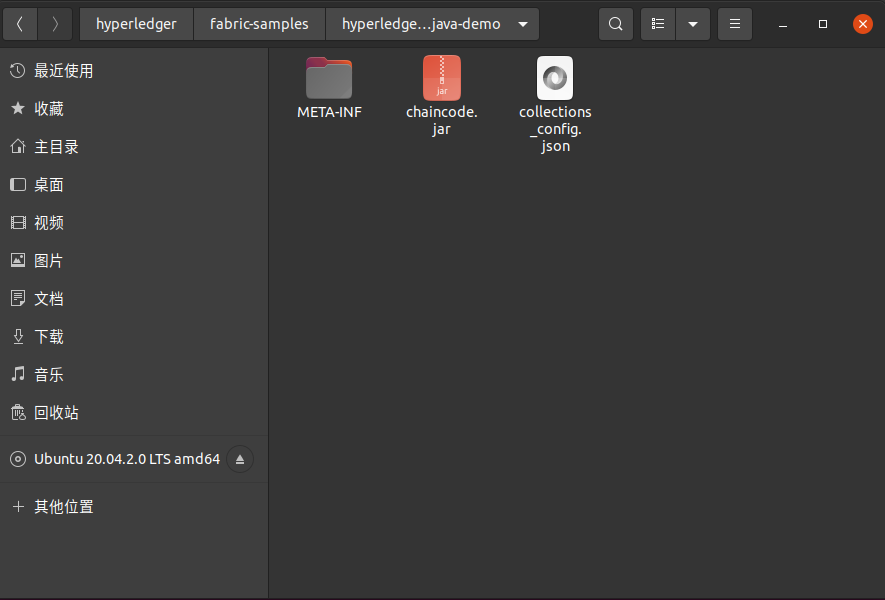 hyperledger
fabric-samples
hyperledge…java-demo
最近使用
收藏
主目录
桌面
视频
图片
文档
下载
音乐
回收站
Ubuntu 20.04.2.0 LTS amd64
其他位置
META-INF
jar
chaincode.
jar
collections
_config.
json